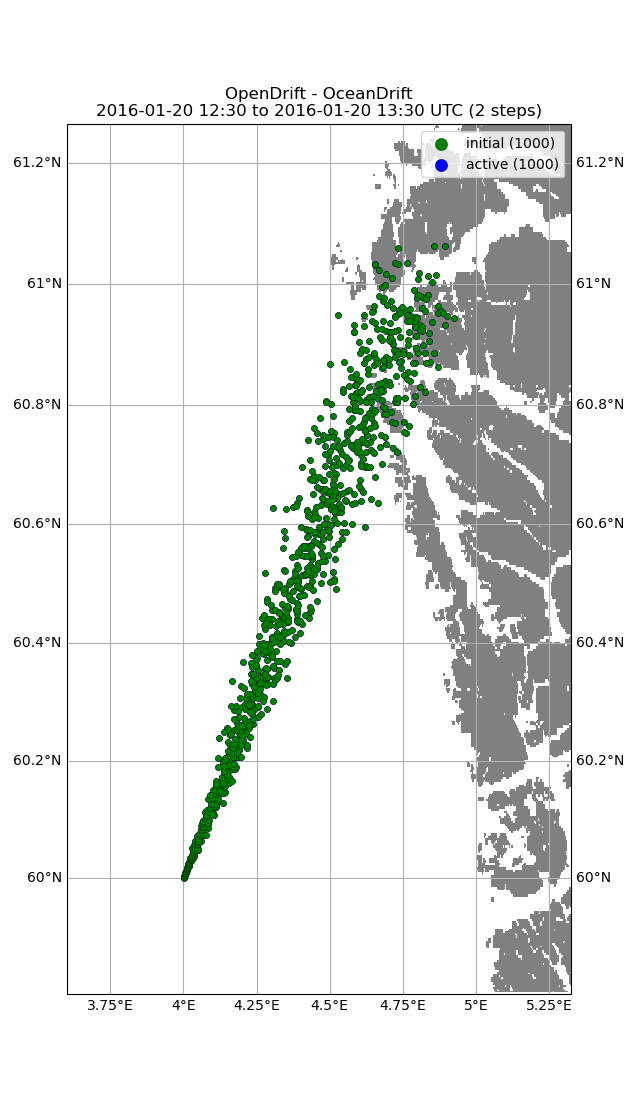 OpenDrift - OceanDrift
2016-01-20 12:30 to 2016-01-20 13:30 UTC (2 steps)
initial (1000)
active (1000)
61.2°N 61.2°N
61°N 61°N
60.8°N 60.8°N
60.6°N 60.6°N
60.4°N 60.4°N
60.2°N 60.2°N
60°N 60°N
3.75°E 4°E 4.25°E 4.5°E 4.75°E 5°E 5.25°E